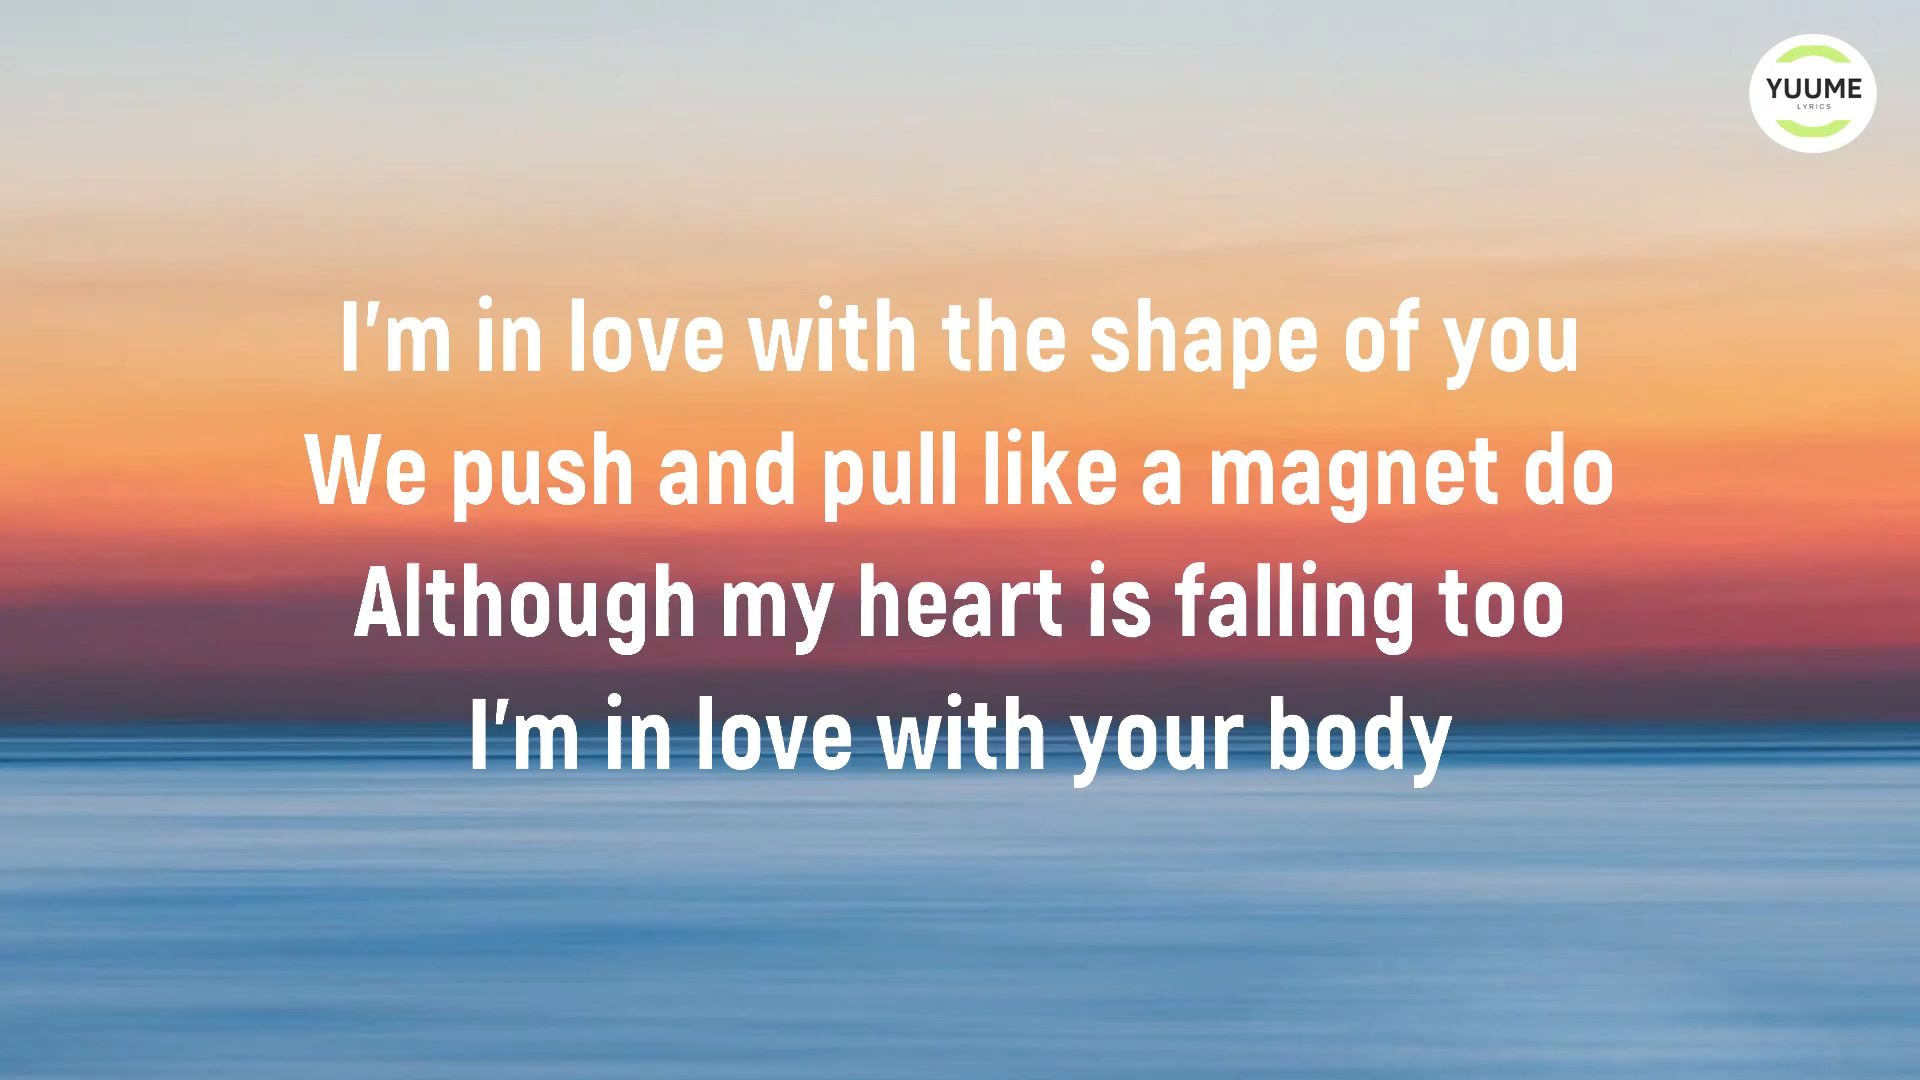 YUUME
LYRICS
I'm in love with the shape of you
We push and pull like a magnet do
Although my heart is falling too
I'm in love with your body